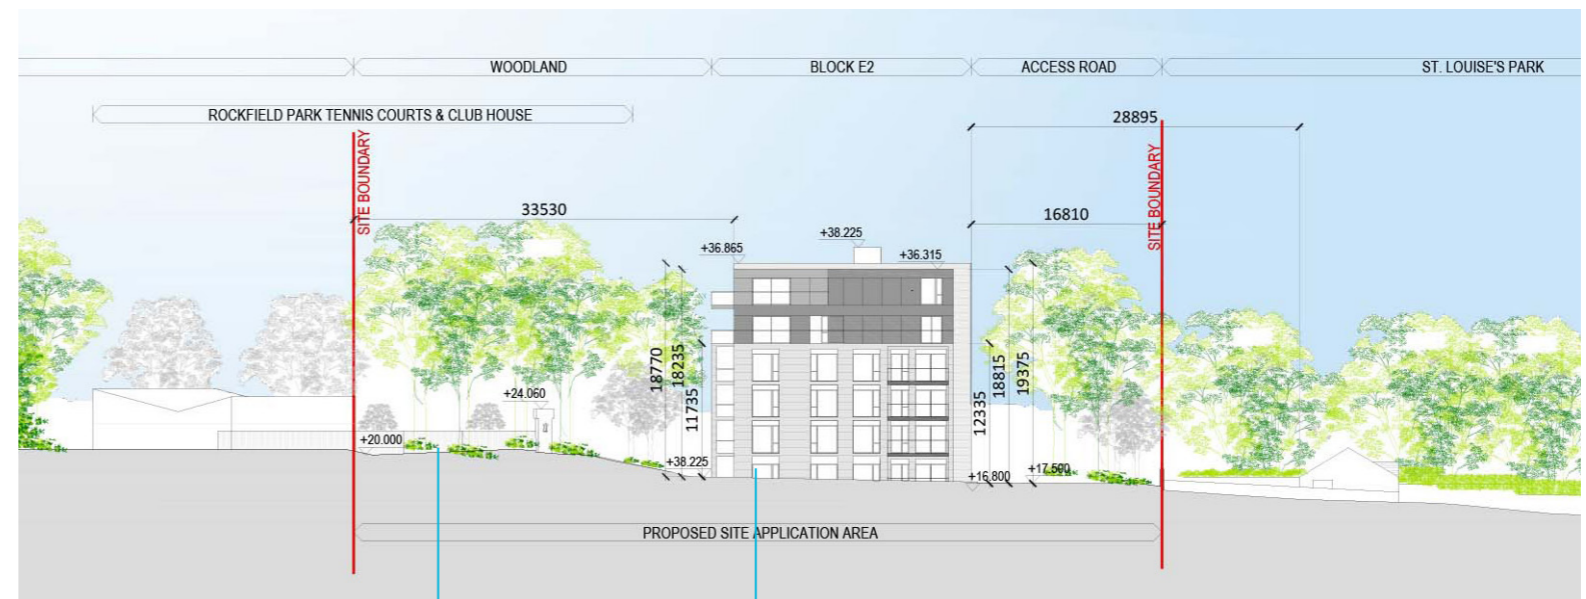 WOODLAND
BLOCK E2
ACCESS ROAD
ST. LOUISE'S PARK
ROCKFIELD PARK TENNIS COURTS & CLUB HOUSE
28895
SITE BOUNDARY
SITE BOUNDARY
33530
16810
+38.225
+36.865
+36.315
18770
18235
11735
12335
18815
19375
+24.060
+20.000
+38.225
+16.800
+17.500
PROPOSED SITE APPLICATION AREA